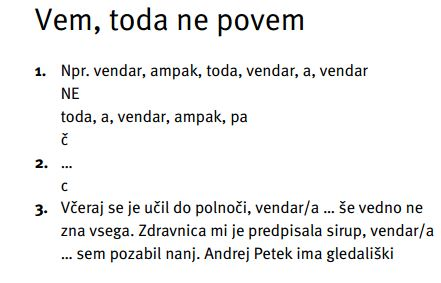 Vem, toda ne povem
1. Npr. vendar, ampak, toda, vendar, a, vendar
NE
toda, a, vendar, ampak, pa
č
2. ...
c
3. Včeraj se je učil do polnoči, vendar/a ... še vedno ne
zna vsega. Zdravnica mi je predpisala sirup, vendar/a
... sem pozabil nanj. Andrej Petek ima gledališki